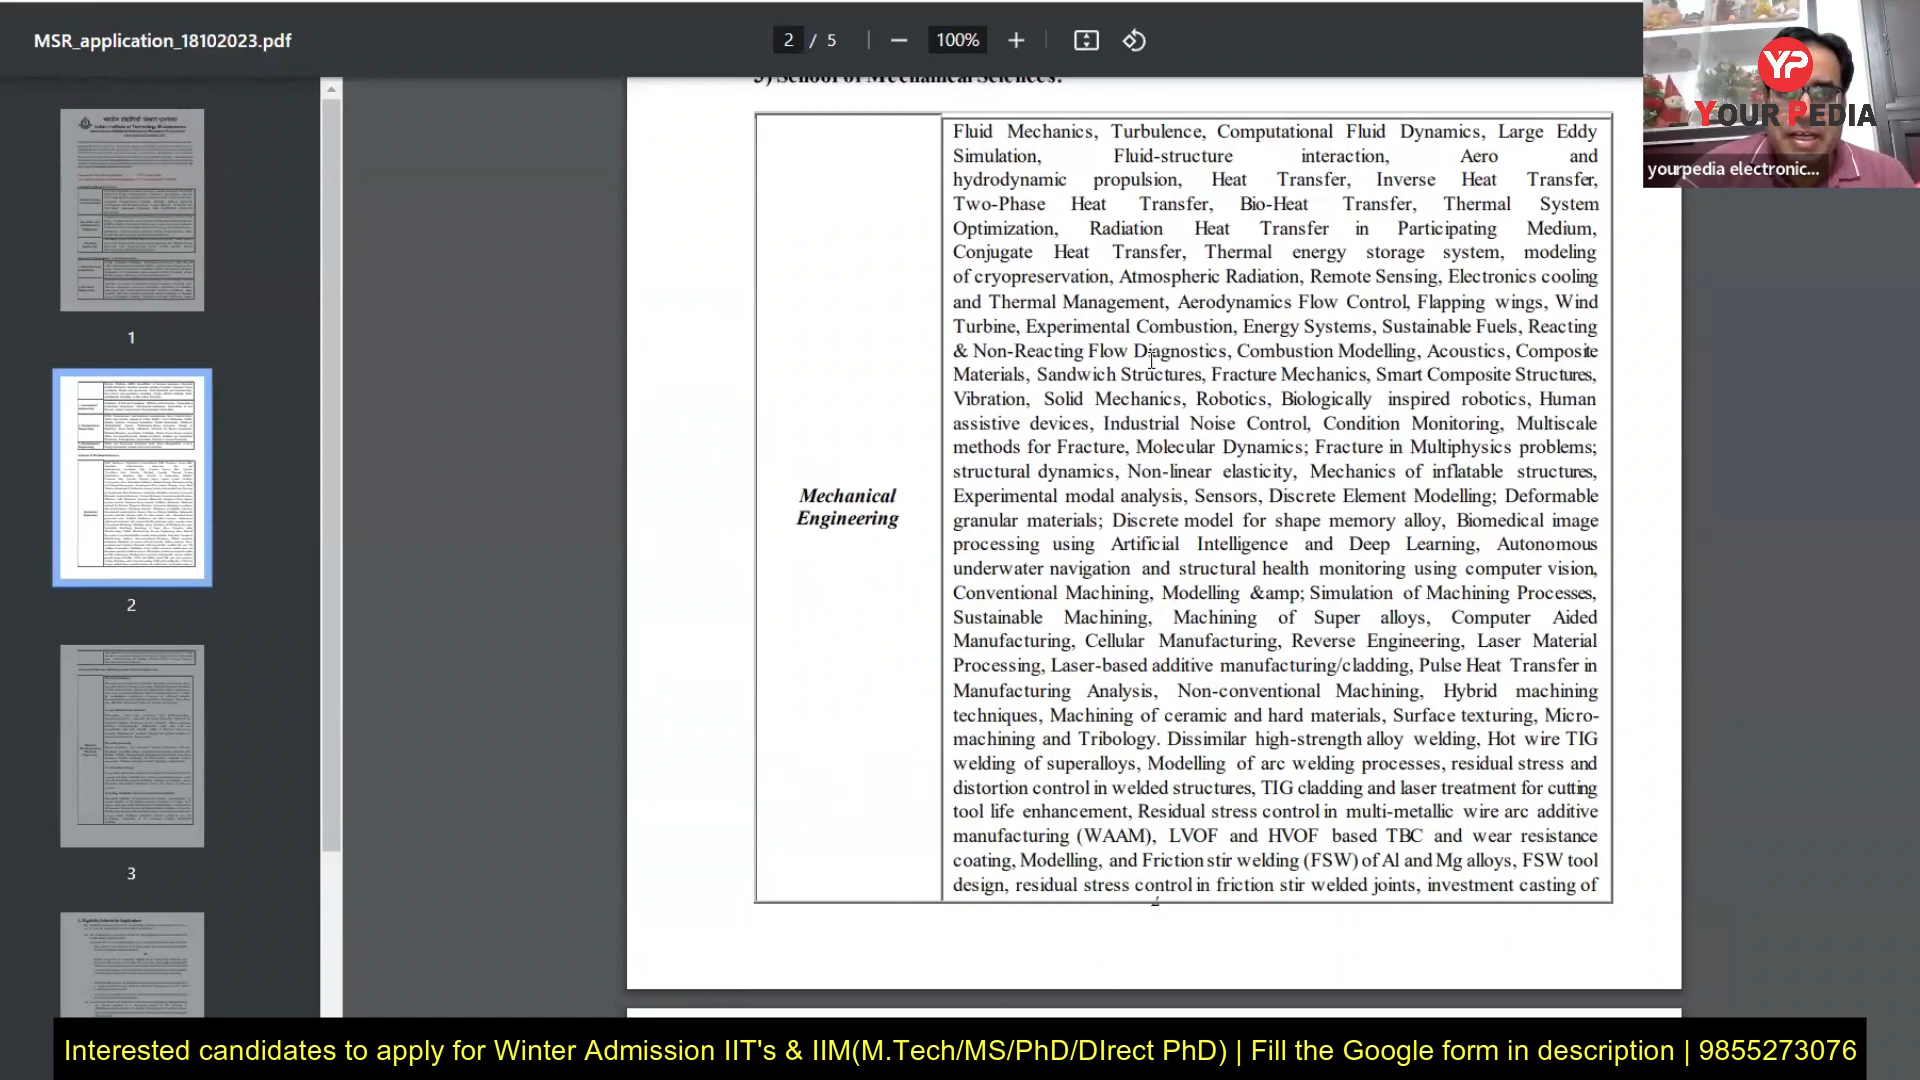 MSR_application_18102023.pdf
2 / 5
100%
YP
YOUR PEDIA
yourpedia electronic...
1
2
3
3) School of Mechanical Sciences:
Mechanical
Engineering
Fluid Mechanics, Turbulence, Computational Fluid Dynamics, Large Eddy
Simulation, Fluid-structure interaction, Aero and
hydrodynamic propulsion, Heat Transfer, Inverse Heat Transfer,
Two-Phase Heat Transfer, Bio-Heat Transfer, Thermal System
Optimization, Radiation Heat Transfer in Participating Medium,
Conjugate Heat Transfer, Thermal energy storage system, modeling
of cryopreservation, Atmospheric Radiation, Remote Sensing, Electronics cooling
and Thermal Management, Aerodynamics Flow Control, Flapping wings, Wind
Turbine, Experimental Combustion, Energy Systems, Sustainable Fuels, Reacting
& Non-Reacting Flow Diagnostics, Combustion Modelling, Acoustics, Composite
Materials, Sandwich Structures, Fracture Mechanics, Smart Composite Structures,
Vibration, Solid Mechanics, Robotics, Biologically inspired robotics, Human
assistive devices, Industrial Noise Control, Condition Monitoring, Multiscale
methods for Fracture, Molecular Dynamics; Fracture in Multiphysics problems;
structural dynamics, Non-linear elasticity, Mechanics of inflatable structures,
Experimental modal analysis, Sensors, Discrete Element Modelling; Deformable
granular materials; Discrete model for shape memory alloy, Biomedical image
processing using Artificial Intelligence and Deep Learning, Autonomous
underwater navigation and structural health monitoring using computer vision,
Conventional Machining, Modelling &amp; Simulation of Machining Processes,
Sustainable Machining, Machining of Super alloys, Computer Aided
Manufacturing, Cellular Manufacturing, Reverse Engineering, Laser Material
Processing, Laser-based additive manufacturing/cladding, Pulse Heat Transfer in
Manufacturing Analysis, Non-conventional Machining, Hybrid machining
techniques, Machining of ceramic and hard materials, Surface texturing, Micro-
machining and Tribology. Dissimilar high-strength alloy welding, Hot wire TIG
welding of superalloys, Modelling of arc welding processes, residual stress and
distortion control in welded structures, TIG cladding and laser treatment for cutting
tool life enhancement, Residual stress control in multi-metallic wire arc additive
manufacturing (WAAM), LVOF and HVOF based TBC and wear resistance
coating, Modelling, and Friction stir welding (FSW) of Al and Mg alloys, FSW tool
design, residual stress control in friction stir welded joints, investment casting of
2
Interested candidates to apply for Winter Admission IIT's & IIM(M.Tech/MS/PhD/DIrect PhD) | Fill the Google form in description | 9855273076